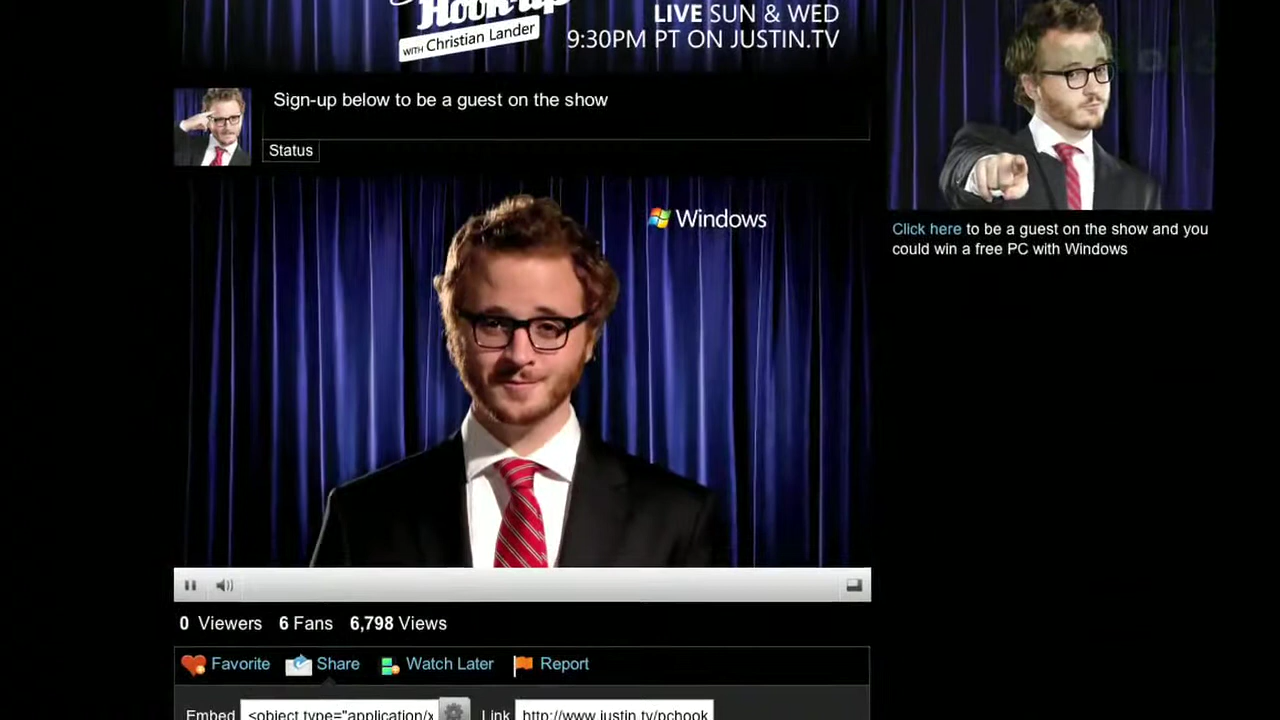 Hook-up
WITH Christian Lander
LIVE SUN & WED
9:30PM PT ON JUSTIN.TV
Sign-up below to be a guest on the show
Status
Windows
Click here to be a guest on the show and you
could win a free PC with Windows
0 Viewers 6 Fans 6,798 Views
Favorite Share Watch Later Report
Embed <object type="application/x Link http://www.justin.tv/pchook